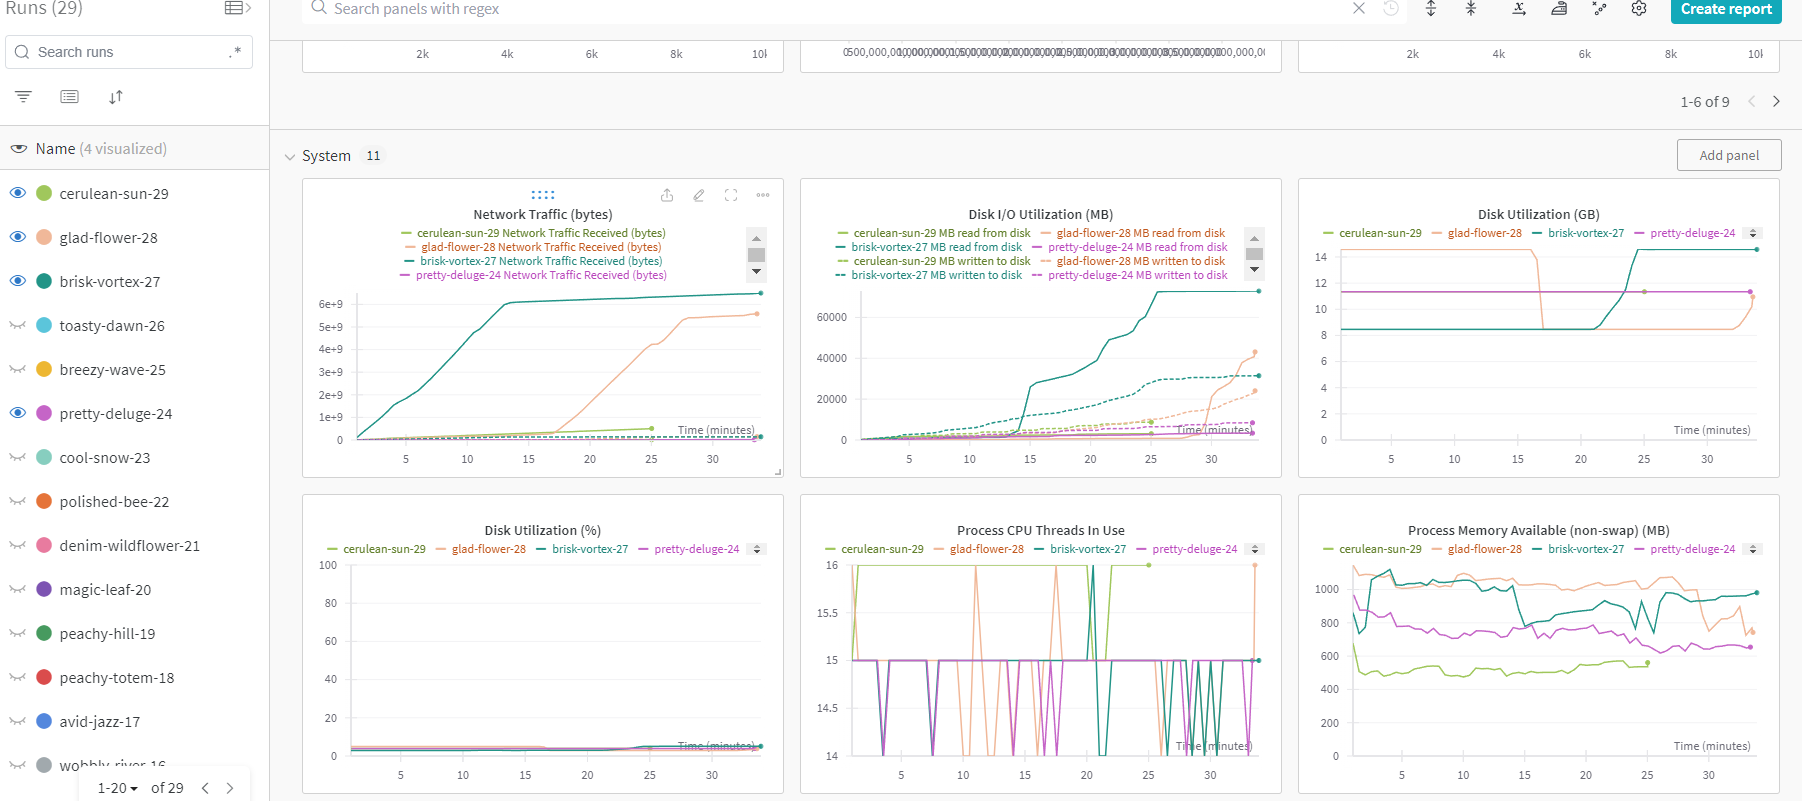 Runs (29)
Search runs
.*
Name (4 visualized)
cerulean-sun-29
glad-flower-28
brisk-vortex-27
toasty-dawn-26
breezy-wave-25
pretty-deluge-24
cool-snow-23
polished-bee-22
denim-wildflower-21
magic-leaf-20
peachy-hill-19
peachy-totem-18
avid-jazz-17
wobbly-river-16
1-20 of 29
Search panels with regex
Create report
2k 4k 6k 8k 10k
2k 4k 6k 8k 10k
1-6 of 9
System 11
Add panel
Network Traffic (bytes)
cerulean-sun-29 Network Traffic Received (bytes)
glad-flower-28 Network Traffic Received (bytes)
brisk-vortex-27 Network Traffic Received (bytes)
pretty-deluge-24 Network Traffic Received (bytes)
6e+9
5e+9
4e+9
3e+9
2e+9
1e+9
0
Time (minutes)
5 10 15 20 25 30
Disk I/O Utilization (MB)
cerulean-sun-29 MB read from disk glad-flower-28 MB read from disk
brisk-vortex-27 MB read from disk pretty-deluge-24 MB read from disk
cerulean-sun-29 MB written to disk glad-flower-28 MB written to disk
brisk-vortex-27 MB written to disk pretty-deluge-24 MB written to disk
60000
40000
20000
0
Time (minutes)
5 10 15 20 25 30
Disk Utilization (GB)
cerulean-sun-29 glad-flower-28 brisk-vortex-27 pretty-deluge-24
14
12
10
8
6
4
2
0
Time (minutes)
5 10 15 20 25 30
Disk Utilization (%)
cerulean-sun-29 glad-flower-28 brisk-vortex-27 pretty-deluge-24
100
80
60
40
20
0
Time (minutes)
5 10 15 20 25 30
Process CPU Threads In Use
cerulean-sun-29 glad-flower-28 brisk-vortex-27 pretty-deluge-24
16
15.5
15
14.5
14
Time (minutes)
5 10 15 20 25 30
Process Memory Available (non-swap) (MB)
cerulean-sun-29 glad-flower-28 brisk-vortex-27 pretty-deluge-24
1000
800
600
400
200
0
Time (minutes)
5 10 15 20 25 30